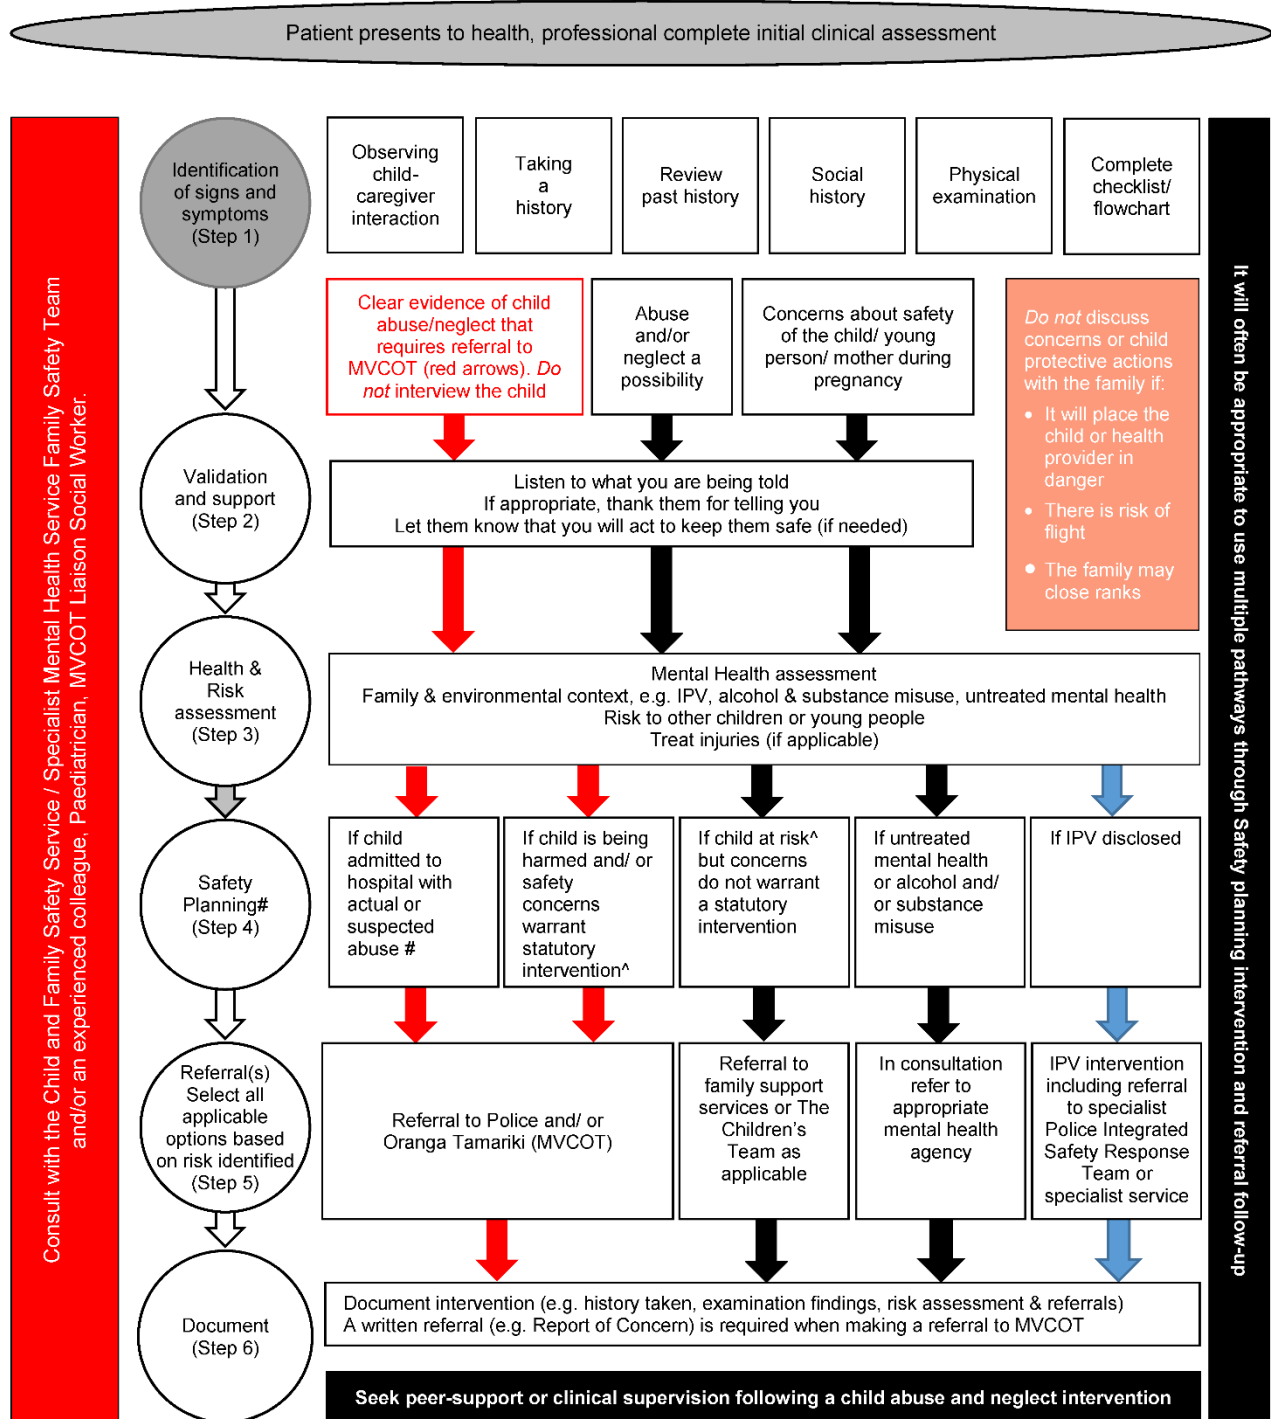 Patient presents to health, professional complete initial clinical assessment
Consult with the Child and Family Safety Service / Specialist Mental Health Service Family Safety Team
and/or an experienced colleague, Paediatrician, MVCOT Liaison Social Worker.
Identification
of signs and
symptoms
(Step 1)
Observing
child-
caregiver
interaction
Taking
a
history
Review
past history
Social
history
Physical
examination
Complete
checklist/
flowchart
Clear evidence of child
abuse/neglect that
requires referral to
MVCOT (red arrows). Do
not interview the child
Abuse
and/or
neglect a
possibility
Concerns about safety
of the child/ young
person/ mother during
pregnancy
Do not discuss
concerns or child
protective actions
with the family if:
• It will place the
child or health
provider in
danger
• There is risk of
flight
• The family may
close ranks
Validation
and support
(Step 2)
Listen to what you are being told
If appropriate, thank them for telling you
Let them know that you will act to keep them safe (if needed)
Health &
Risk
assessment
(Step 3)
Mental Health assessment
Family & environmental context, e.g. IPV, alcohol & substance misuse, untreated mental health
Risk to other children or young people
Treat injuries (if applicable)
Safety
Planning#
(Step 4)
If child
admitted to
hospital with
actual or
suspected
abuse #
If child is being
harmed and/ or
safety
concerns
warrant
statutory
intervention^
If child at risk^
but concerns
do not warrant
a statutory
intervention
If untreated
mental health
or alcohol and/
or substance
misuse
If IPV disclosed
Referral(s)
Select all
applicable
options based
on risk identified
(Step 5)
Referral to Police and/ or
Oranga Tamariki (MVCOT)
Referral to
family support
services or The
Children's
Team as
applicable
In consultation
refer to
appropriate
mental health
agency
IPV intervention
including referral
to specialist
Police Integrated
Safety Response
Team or
specialist service
Document
(Step 6)
Document intervention (e.g. history taken, examination findings, risk assessment & referrals)
A written referral (e.g. Report of Concern) is required when making a referral to MVCOT
Seek peer-support or clinical supervision following a child abuse and neglect intervention
It will often be appropriate to use multiple pathways through Safety planning intervention and referral follow-up